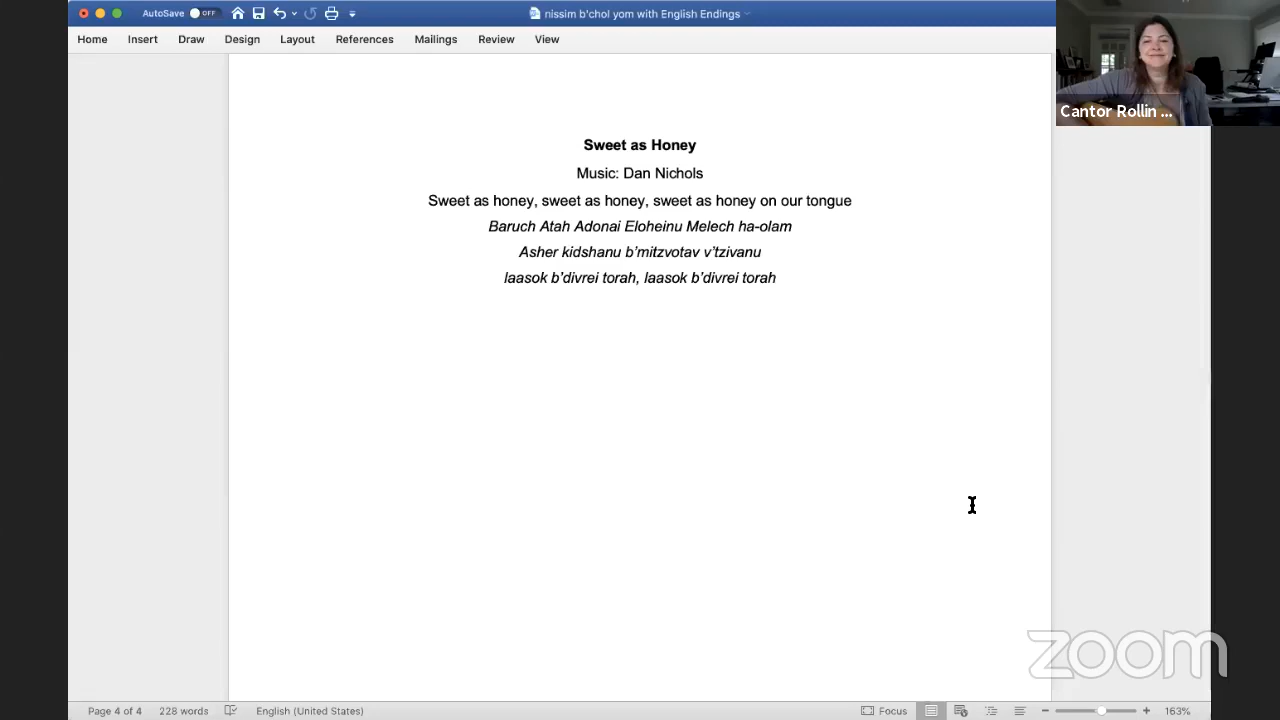 AutoSave OFF
nissim b'chol yom with English Endings
Home Insert Draw Design Layout References Mailings Review View
Cantor Rollin ...
Sweet as Honey
Music: Dan Nichols
Sweet as honey, sweet as honey, sweet as honey on our tongue
Baruch Atah Adonai Eloheinu Melech ha-olam
Asher kidshanu b’mitzvotav v’tzivanu
laasok b’divrei torah, laasok b’divrei torah
zoom
Page 4 of 4 228 words English (United States) Focus 163%